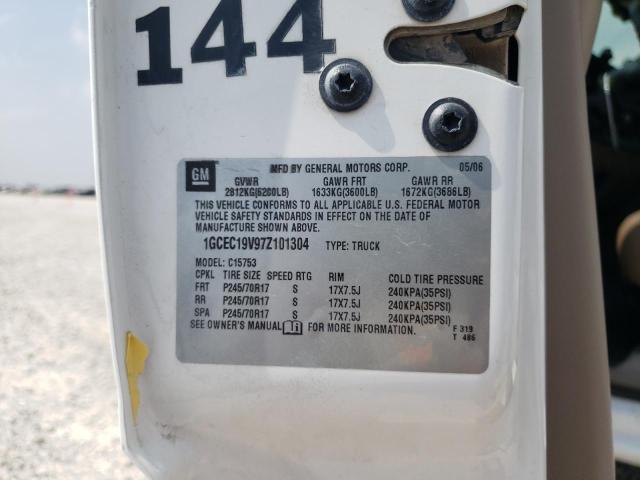 144
GM
MFD BY GENERAL MOTORS CORP. 05/06
GVWR GAWR FRT GAWR RR
2812KG(6200LB) 1633KG(3600LB) 1672KG(3686LB)
THIS VEHICLE CONFORMS TO ALL APPLICABLE U.S. FEDERAL MOTOR
VEHICLE SAFETY STANDARDS IN EFFECT ON THE DATE OF
MANUFACTURE SHOWN ABOVE.
1GCEC19V97Z101304 TYPE: TRUCK
MODEL: C15753
CPKL TIRE SIZE SPEED RTG RIM COLD TIRE PRESSURE
FRT P245/70R17 S 17X7.5J 240KPA(35PSI)
RR P245/70R17 S 17X7.5J 240KPA(35PSI)
SPA P245/70R17 S 17X7.5J 240KPA(35PSI)
SEE OWNER'S MANUAL FOR MORE INFORMATION.
F 319
T 486